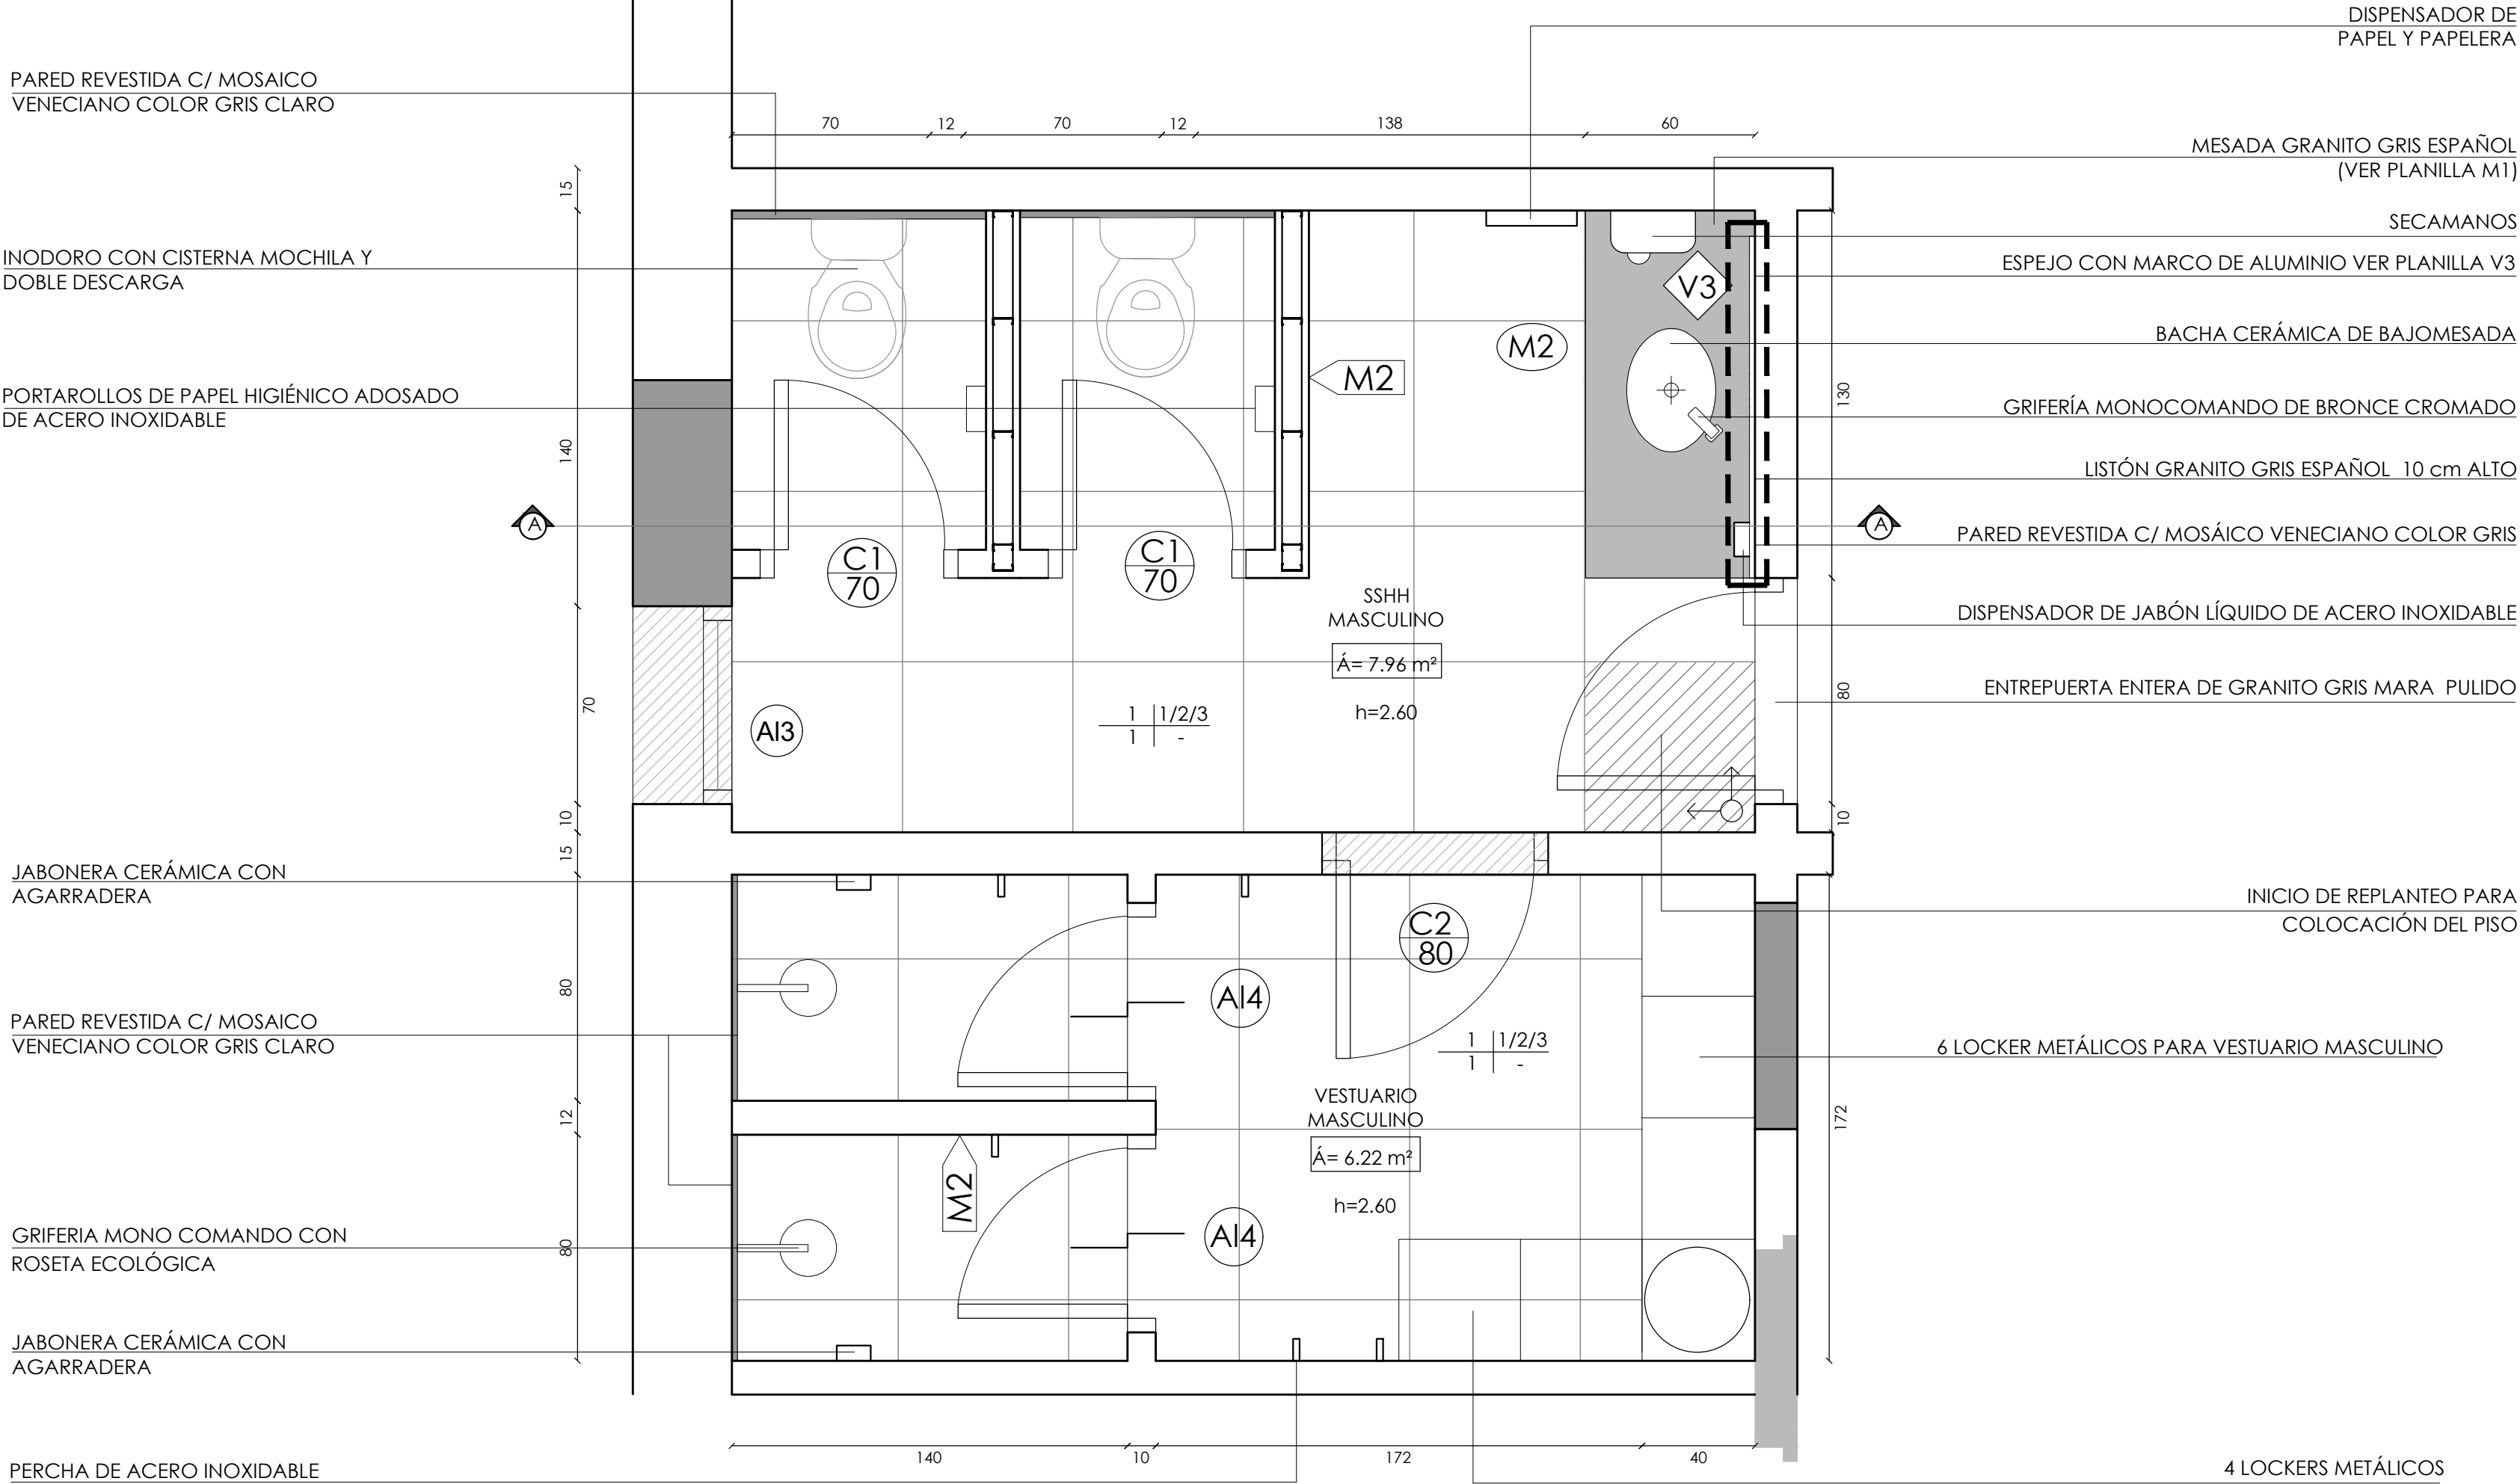 DISPENSADOR DE
PAPEL Y PAPELERA
PARED REVESTIDA C/ MOSAICO
VENECIANO COLOR GRIS CLARO
70
12
70
12
138
60
MESADA GRANITO GRIS ESPAÑOL
(VER PLANILLA M1)
15
SECAMANOS
INODORO CON CISTERNA MOCHILA Y
DOBLE DESCARGA
ESPEJO CON MARCO DE ALUMINIO VER PLANILLA V3
V3
BACHA CERÁMICA DE BAJOMESADA
M2
M2
PORTAROLLOS DE PAPEL HIGIÉNICO ADOSADO
DE ACERO INOXIDABLE
130
GRIFERÍA MONOCOMANDO DE BRONCE CROMADO
140
LISTÓN GRANITO GRIS ESPAÑOL 10 cm ALTO
A
A
PARED REVESTIDA C/ MOSÁICO VENECIANO COLOR GRIS
C1
70
C1
70
SSHH
MASCULINO
DISPENSADOR DE JABÓN LÍQUIDO DE ACERO INOXIDABLE
Á= 7.96 m²
70
80
ENTREPUERTA ENTERA DE GRANITO GRIS MARA PULIDO
h=2.60
AI3
1 1/2/3
1 -
10
10
15
JABONERA CERÁMICA CON
AGARRADERA
INICIO DE REPLANTEO PARA
COLOCACIÓN DEL PISO
C2
80
80
AI4
PARED REVESTIDA C/ MOSAICO
VENECIANO COLOR GRIS CLARO
1 1/2/3
1 -
6 LOCKER METÁLICOS PARA VESTUARIO MASCULINO
VESTUARIO
MASCULINO
12
172
Á= 6.22 m²
M2
h=2.60
GRIFERIA MONO COMANDO CON
ROSETA ECOLÓGICA
80
AI4
JABONERA CERÁMICA CON
AGARRADERA
140
10
172
40
PERCHA DE ACERO INOXIDABLE
4 LOCKERS METÁLICOS